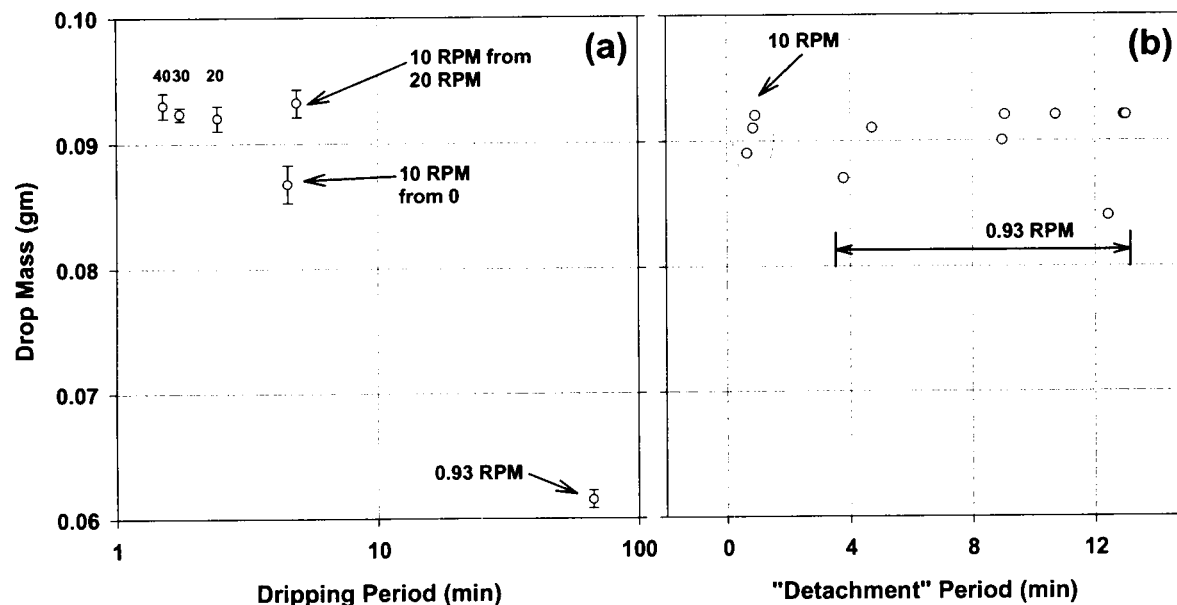 0.10
0.09
0.08
0.07
0.06
Drop Mass (gm)
(a)
40 30 20
10 RPM from
20 RPM
10 RPM
from 0
0.93 RPM
1 10 100
Dripping Period (min)
(b)
10 RPM
0.93 RPM
0 4 8 12
"Detachment" Period (min)